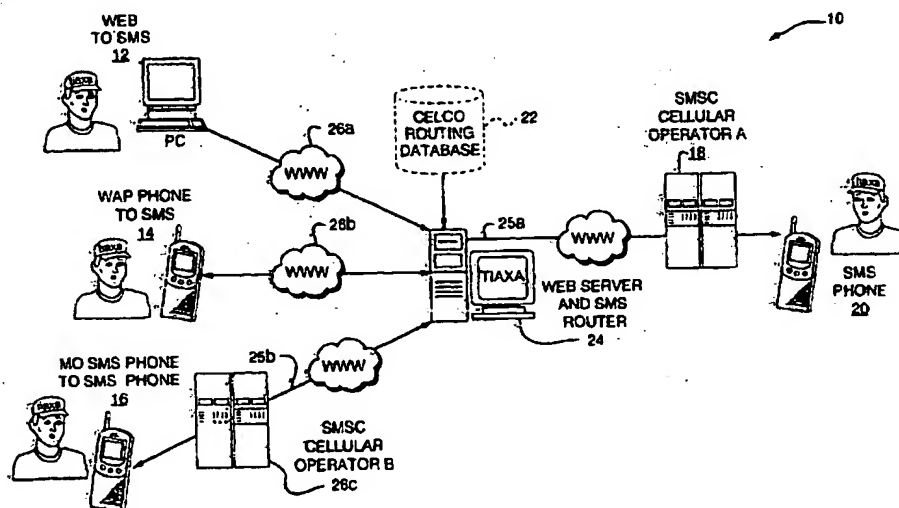 10
WEB
TO SMS
12
PC
26a
WWW
CELCO
ROUTING
DATABASE
22
SMSC
CELLULAR
OPERATOR A
18
WAP PHONE
TO SMS
14
26b
WWW
25a
WWW
TIAXA
WEB SERVER
AND SMS
ROUTER
24
SMS
PHONE
20
MO SMS PHONE
TO SMS PHONE
16
25b
WWW
SMSC
CELLULAR
OPERATOR B
26c